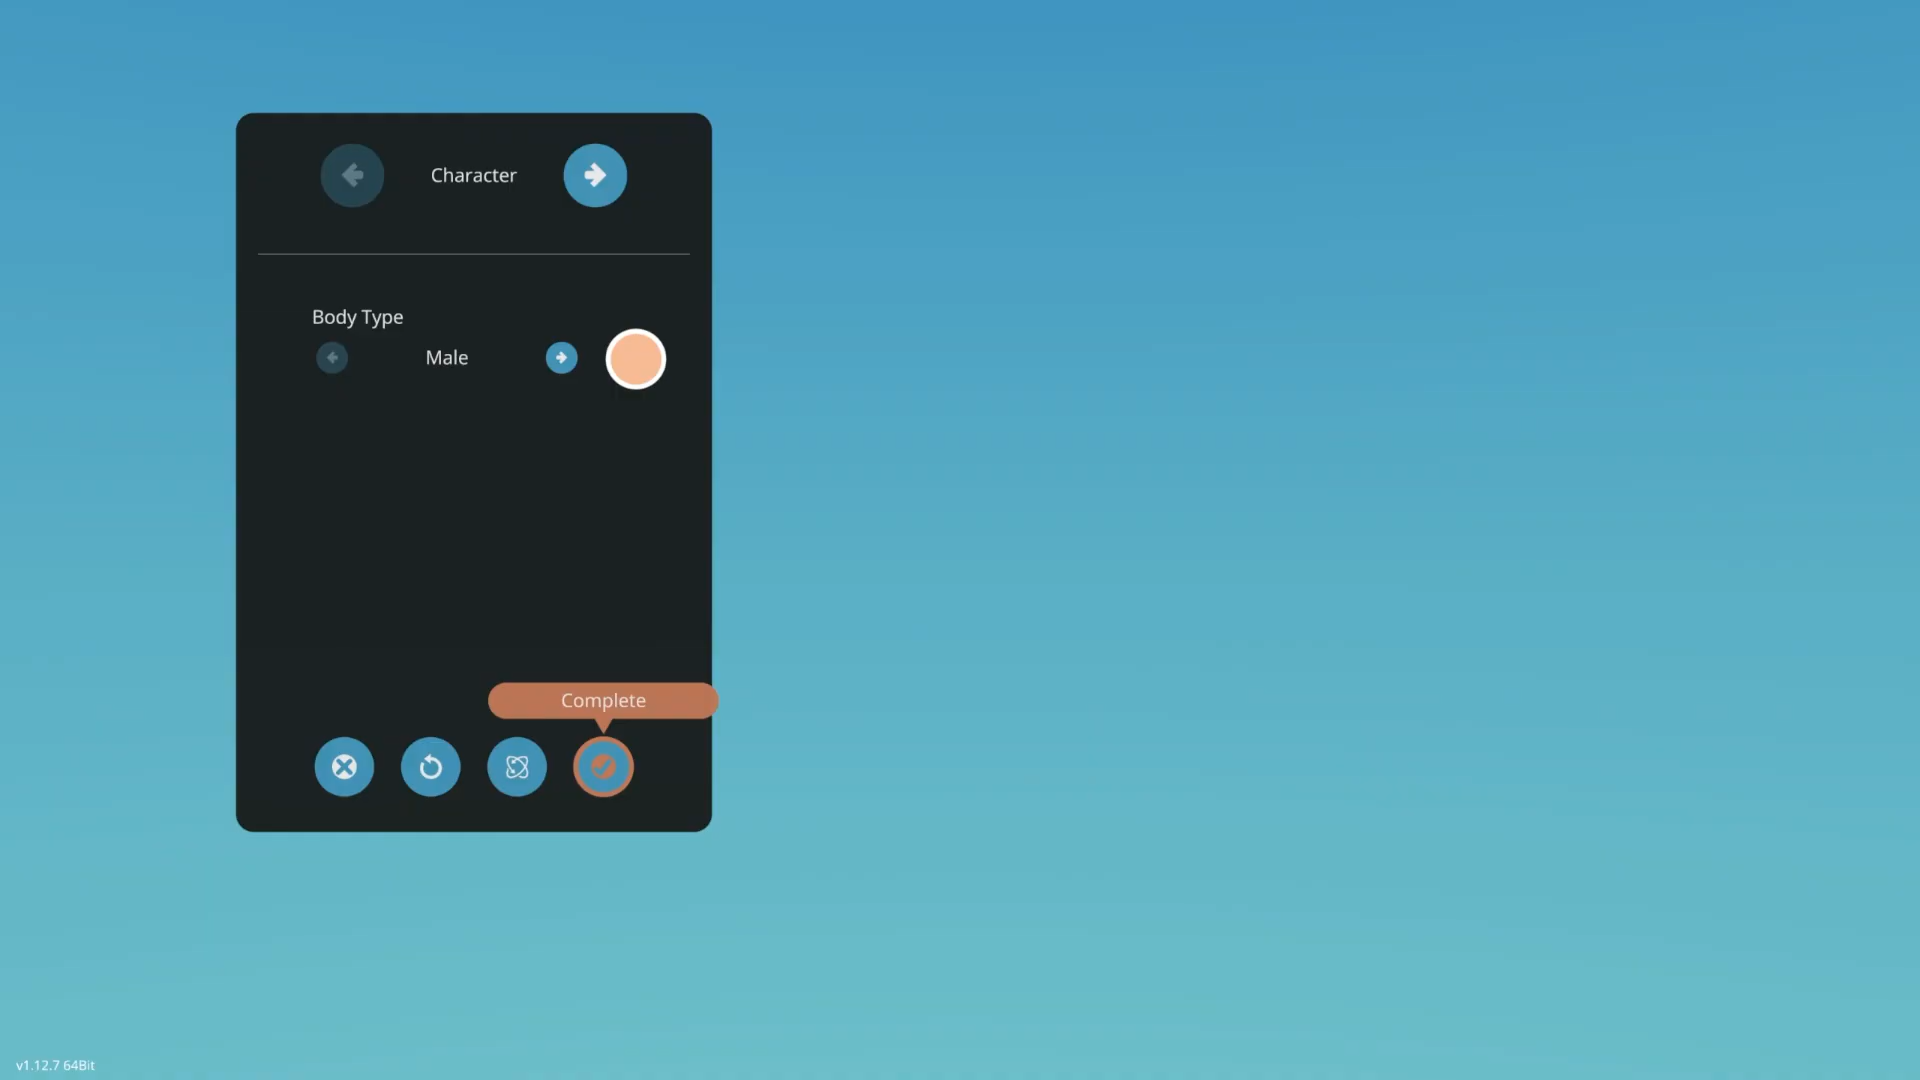 Character
Body Type
Male
Complete
v1.12.7 64Bit